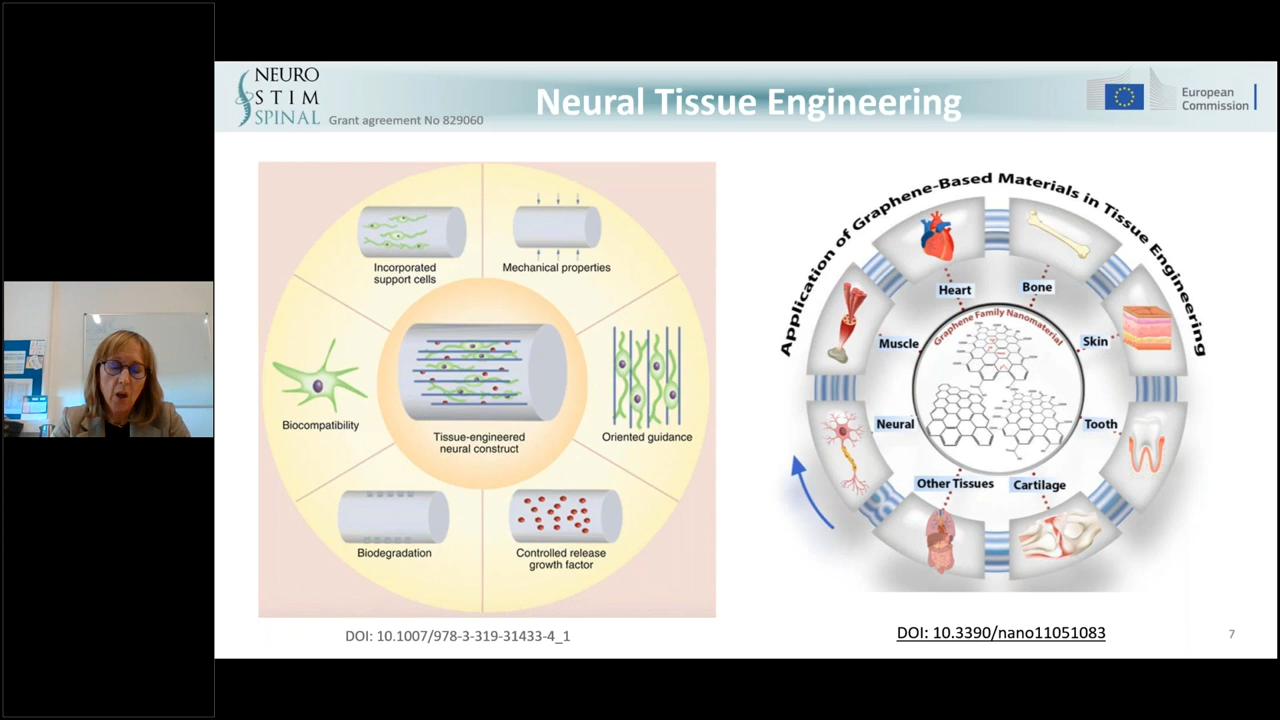 NEURO
STIM
SPINAL
Grant agreement No 829060
Neural Tissue Engineering
European
Commission
Incorporated
support cells
Mechanical properties
Biocompatibility
Tissue-engineered
neural construct
Oriented guidance
Biodegradation
Controlled release
growth factor
DOI: 10.1007/978-3-319-31433-4_1
Application of Graphene-Based Materials in Tissue Engineering
Heart
Bone
Graphene Family Nanomaterial
Muscle
Skin
Neural
Tooth
Other Tissues
Cartilage
DOI: 10.3390/nano11051083
7